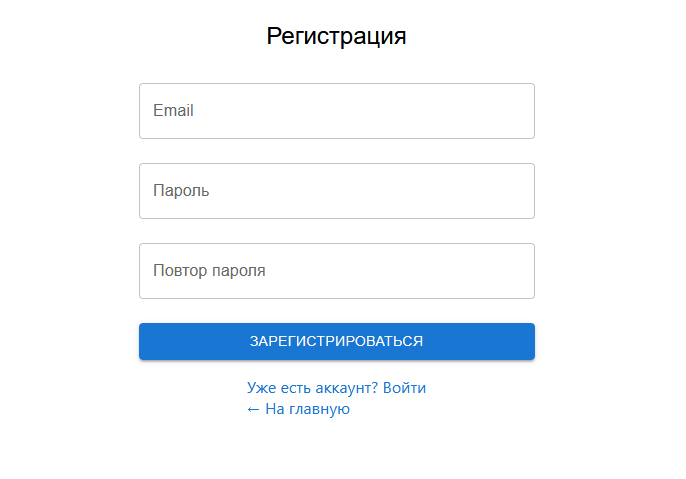 Регистрация
Email
Пароль
Повтор пароля
ЗАРЕГИСТРИРОВАТЬСЯ
Уже есть аккаунт? Войти
← На главную